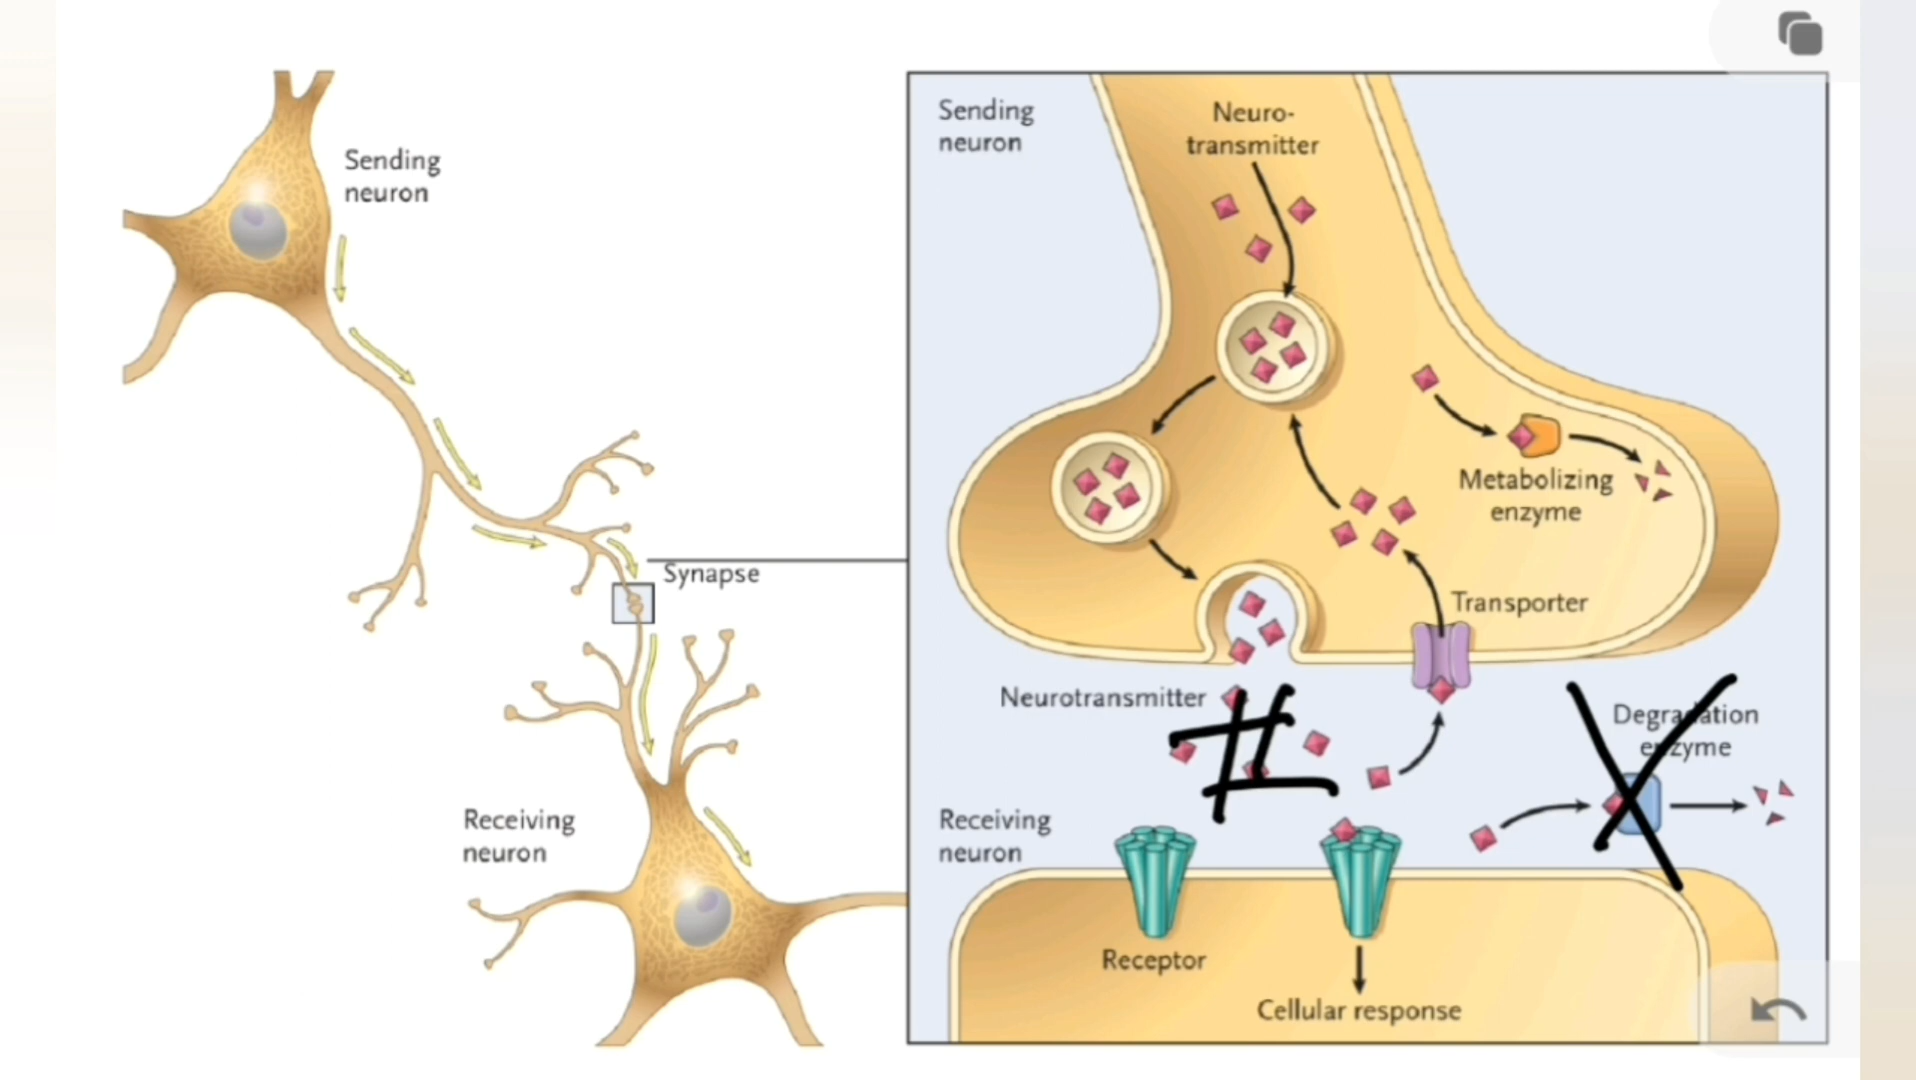 Sending
neuron
Synapse
Receiving
neuron
Sending
neuron
Neuro-
transmitter
Metabolizing
enzyme
Transporter
Neurotransmitter
Degradation
enzyme
Receiving
neuron
Receptor
Cellular response